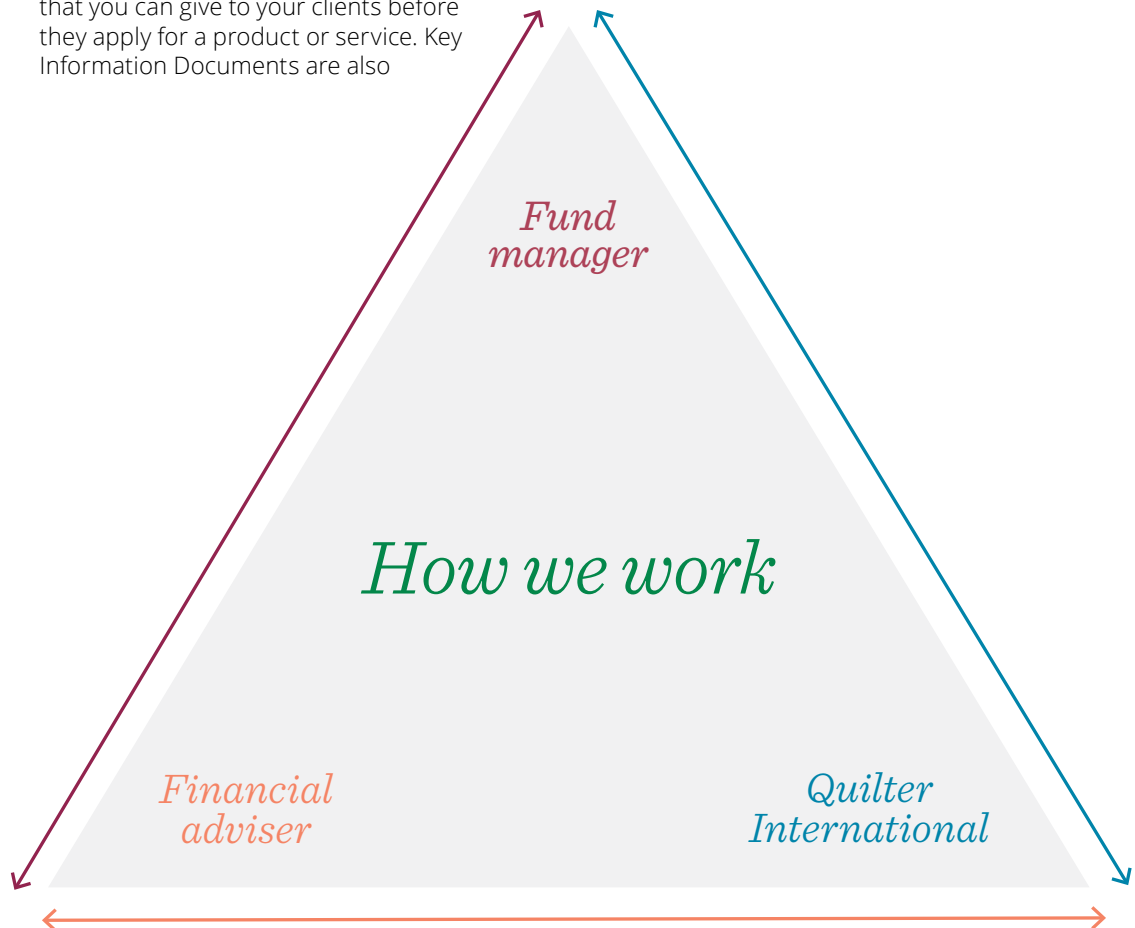 that you can give to your clients before
they apply for a product or service. Key
Information Documents are also
Fund
manager
How we work
Financial
adviser
Quilter
International